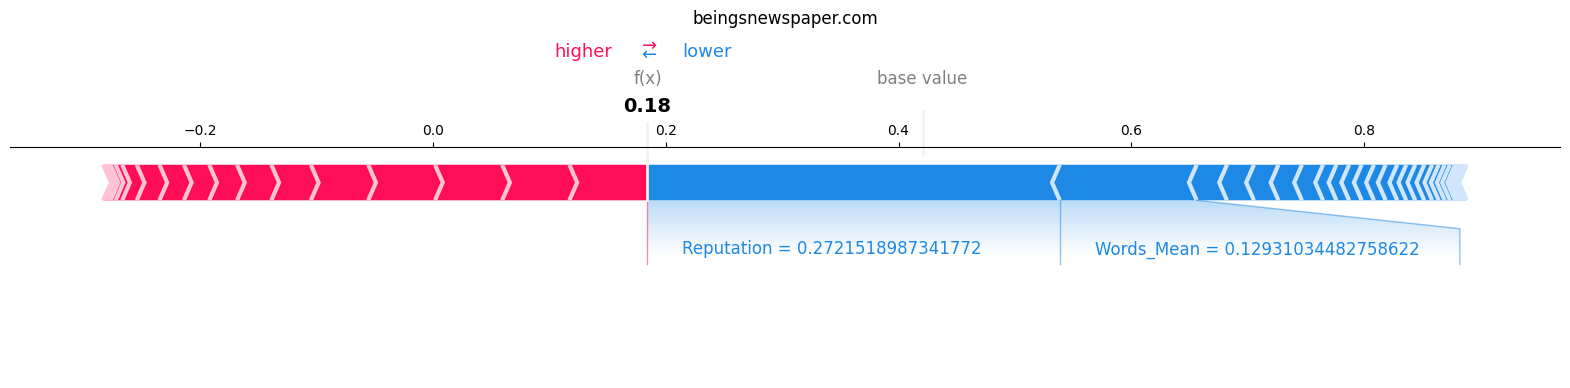 beingsnewspaper.com
higher ⇄ lower
f(x) base value
0.18
−0.2 0.0 0.2 0.4 0.6 0.8
Reputation = 0.2721518987341772 Words_Mean = 0.12931034482758622